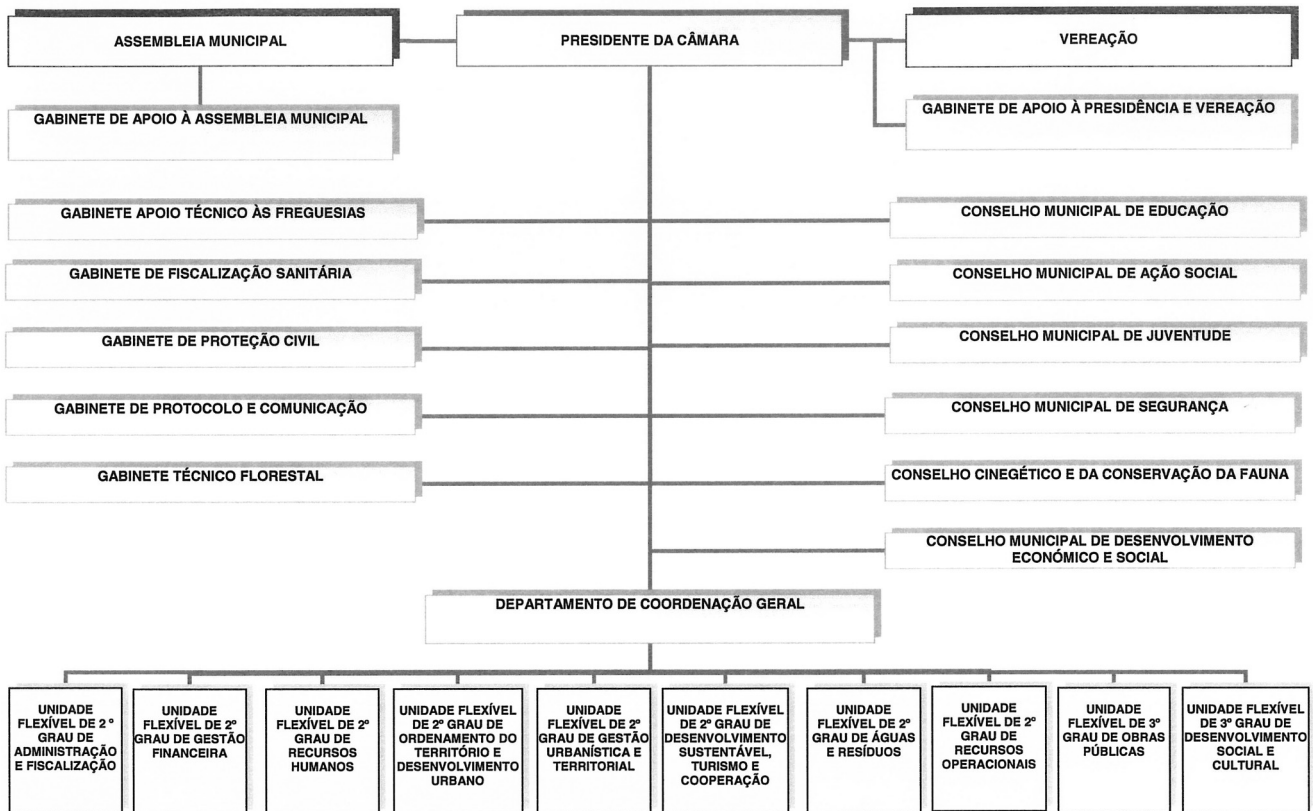 ASSEMBLEIA MUNICIPAL
PRESIDENTE DA CÂMARA
VEREAÇÃO
GABINETE DE APOIO À ASSEMBLEIA MUNICIPAL
GABINETE DE APOIO À PRESIDÊNCIA E VEREAÇÃO
GABINETE APOIO TÉCNICO ÀS FREGUESIAS
CONSELHO MUNICIPAL DE EDUCAÇÃO
GABINETE DE FISCALIZAÇÃO SANITÁRIA
CONSELHO MUNICIPAL DE AÇÃO SOCIAL
GABINETE DE PROTEÇÃO CIVIL
CONSELHO MUNICIPAL DE JUVENTUDE
GABINETE DE PROTOCOLO E COMUNICAÇÃO
CONSELHO MUNICIPAL DE SEGURANÇA
GABINETE TÉCNICO FLORESTAL
CONSELHO CINEGÉTICO E DA CONSERVAÇÃO DA FAUNA
CONSELHO MUNICIPAL DE DESENVOLVIMENTO
ECONÓMICO E SOCIAL
DEPARTAMENTO DE COORDENAÇÃO GERAL
UNIDADE
FLEXÍVEL DE 2 º
GRAU DE
ADMINISTRAÇÃO
E FISCALIZAÇÃO
UNIDADE
FLEXÍVEL DE 2º
GRAU DE GESTÃO
FINANCEIRA
UNIDADE
FLEXÍVEL DE 2º
GRAU DE
RECURSOS
HUMANOS
UNIDADE FLEXÍVEL
DE 2º GRAU DE
ORDENAMENTO DO
TERRITÓRIO E
DESENVOLVIMENTO
URBANO
UNIDADE
FLEXÍVEL DE 2º
GRAU DE GESTÃO
URBANÍSTICA E
TERRITORIAL
UNIDADE FLEXÍVEL
DE 2º GRAU DE
DESENVOLVIMENTO
SUSTENTÁVEL,
TURISMO E
COOPERAÇÃO
UNIDADE
FLEXÍVEL DE 2º
GRAU DE ÁGUAS
E RESÍDUOS
UNIDADE
FLEXÍVEL DE 2º
GRAU DE
RECURSOS
OPERACIONAIS
UNIDADE
FLEXÍVEL DE 3º
GRAU DE OBRAS
PÚBLICAS
UNIDADE FLEXÍVEL
DE 3º GRAU DE
DESENVOLVIMENTO
SOCIAL E
CULTURAL